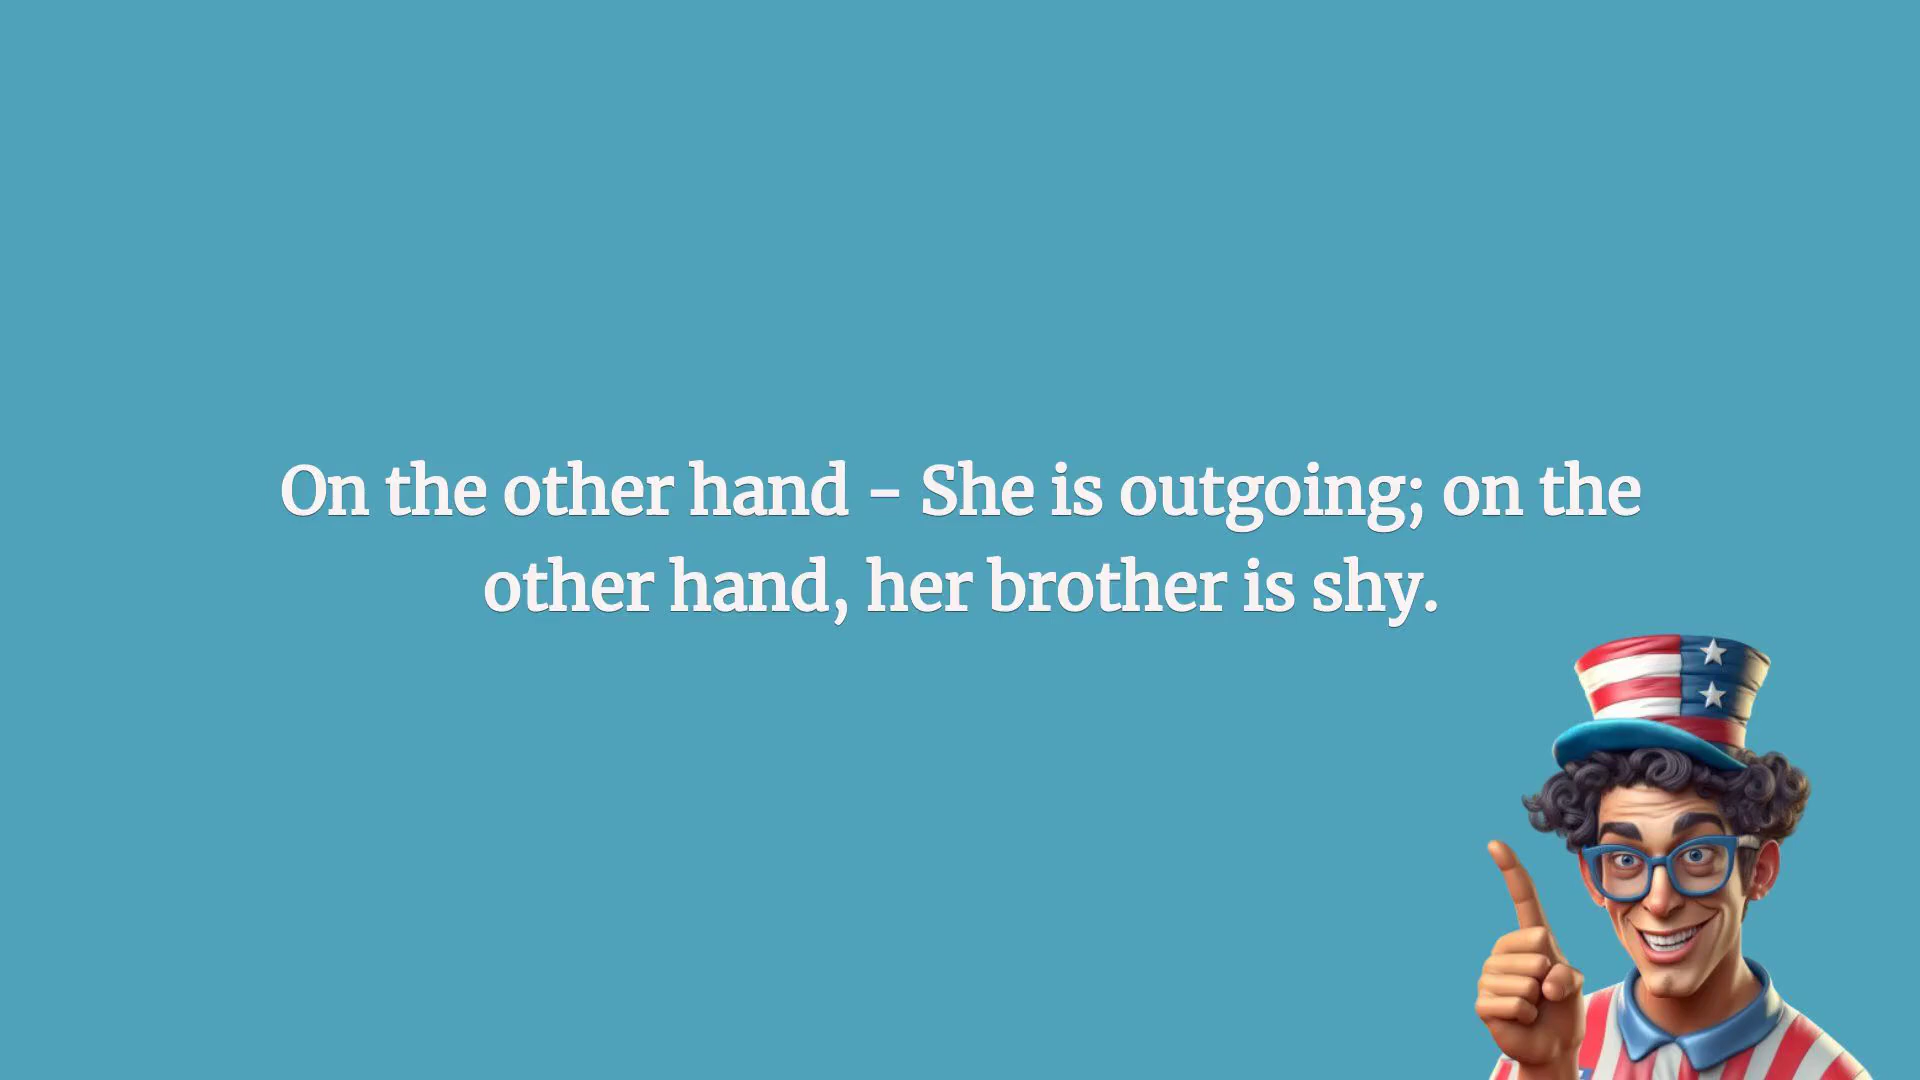 On the other hand - She is outgoing; on the
other hand, her brother is shy.